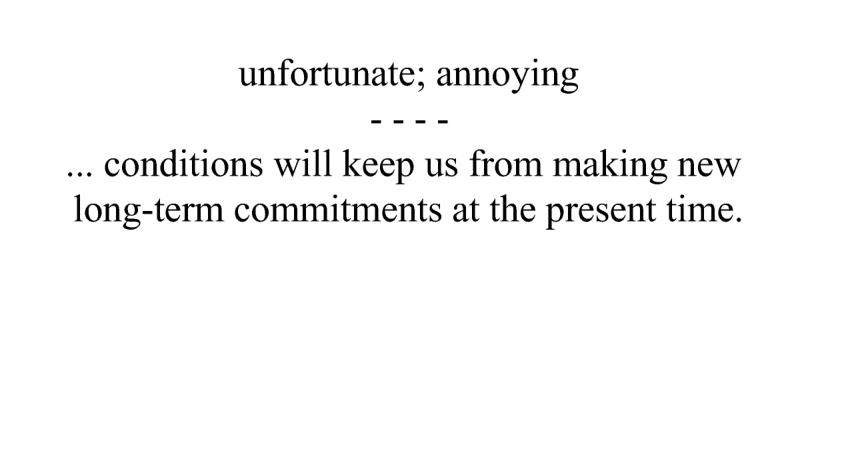 unfortunate; annoying
- - - -
... conditions will keep us from making new
long-term commitments at the present time.